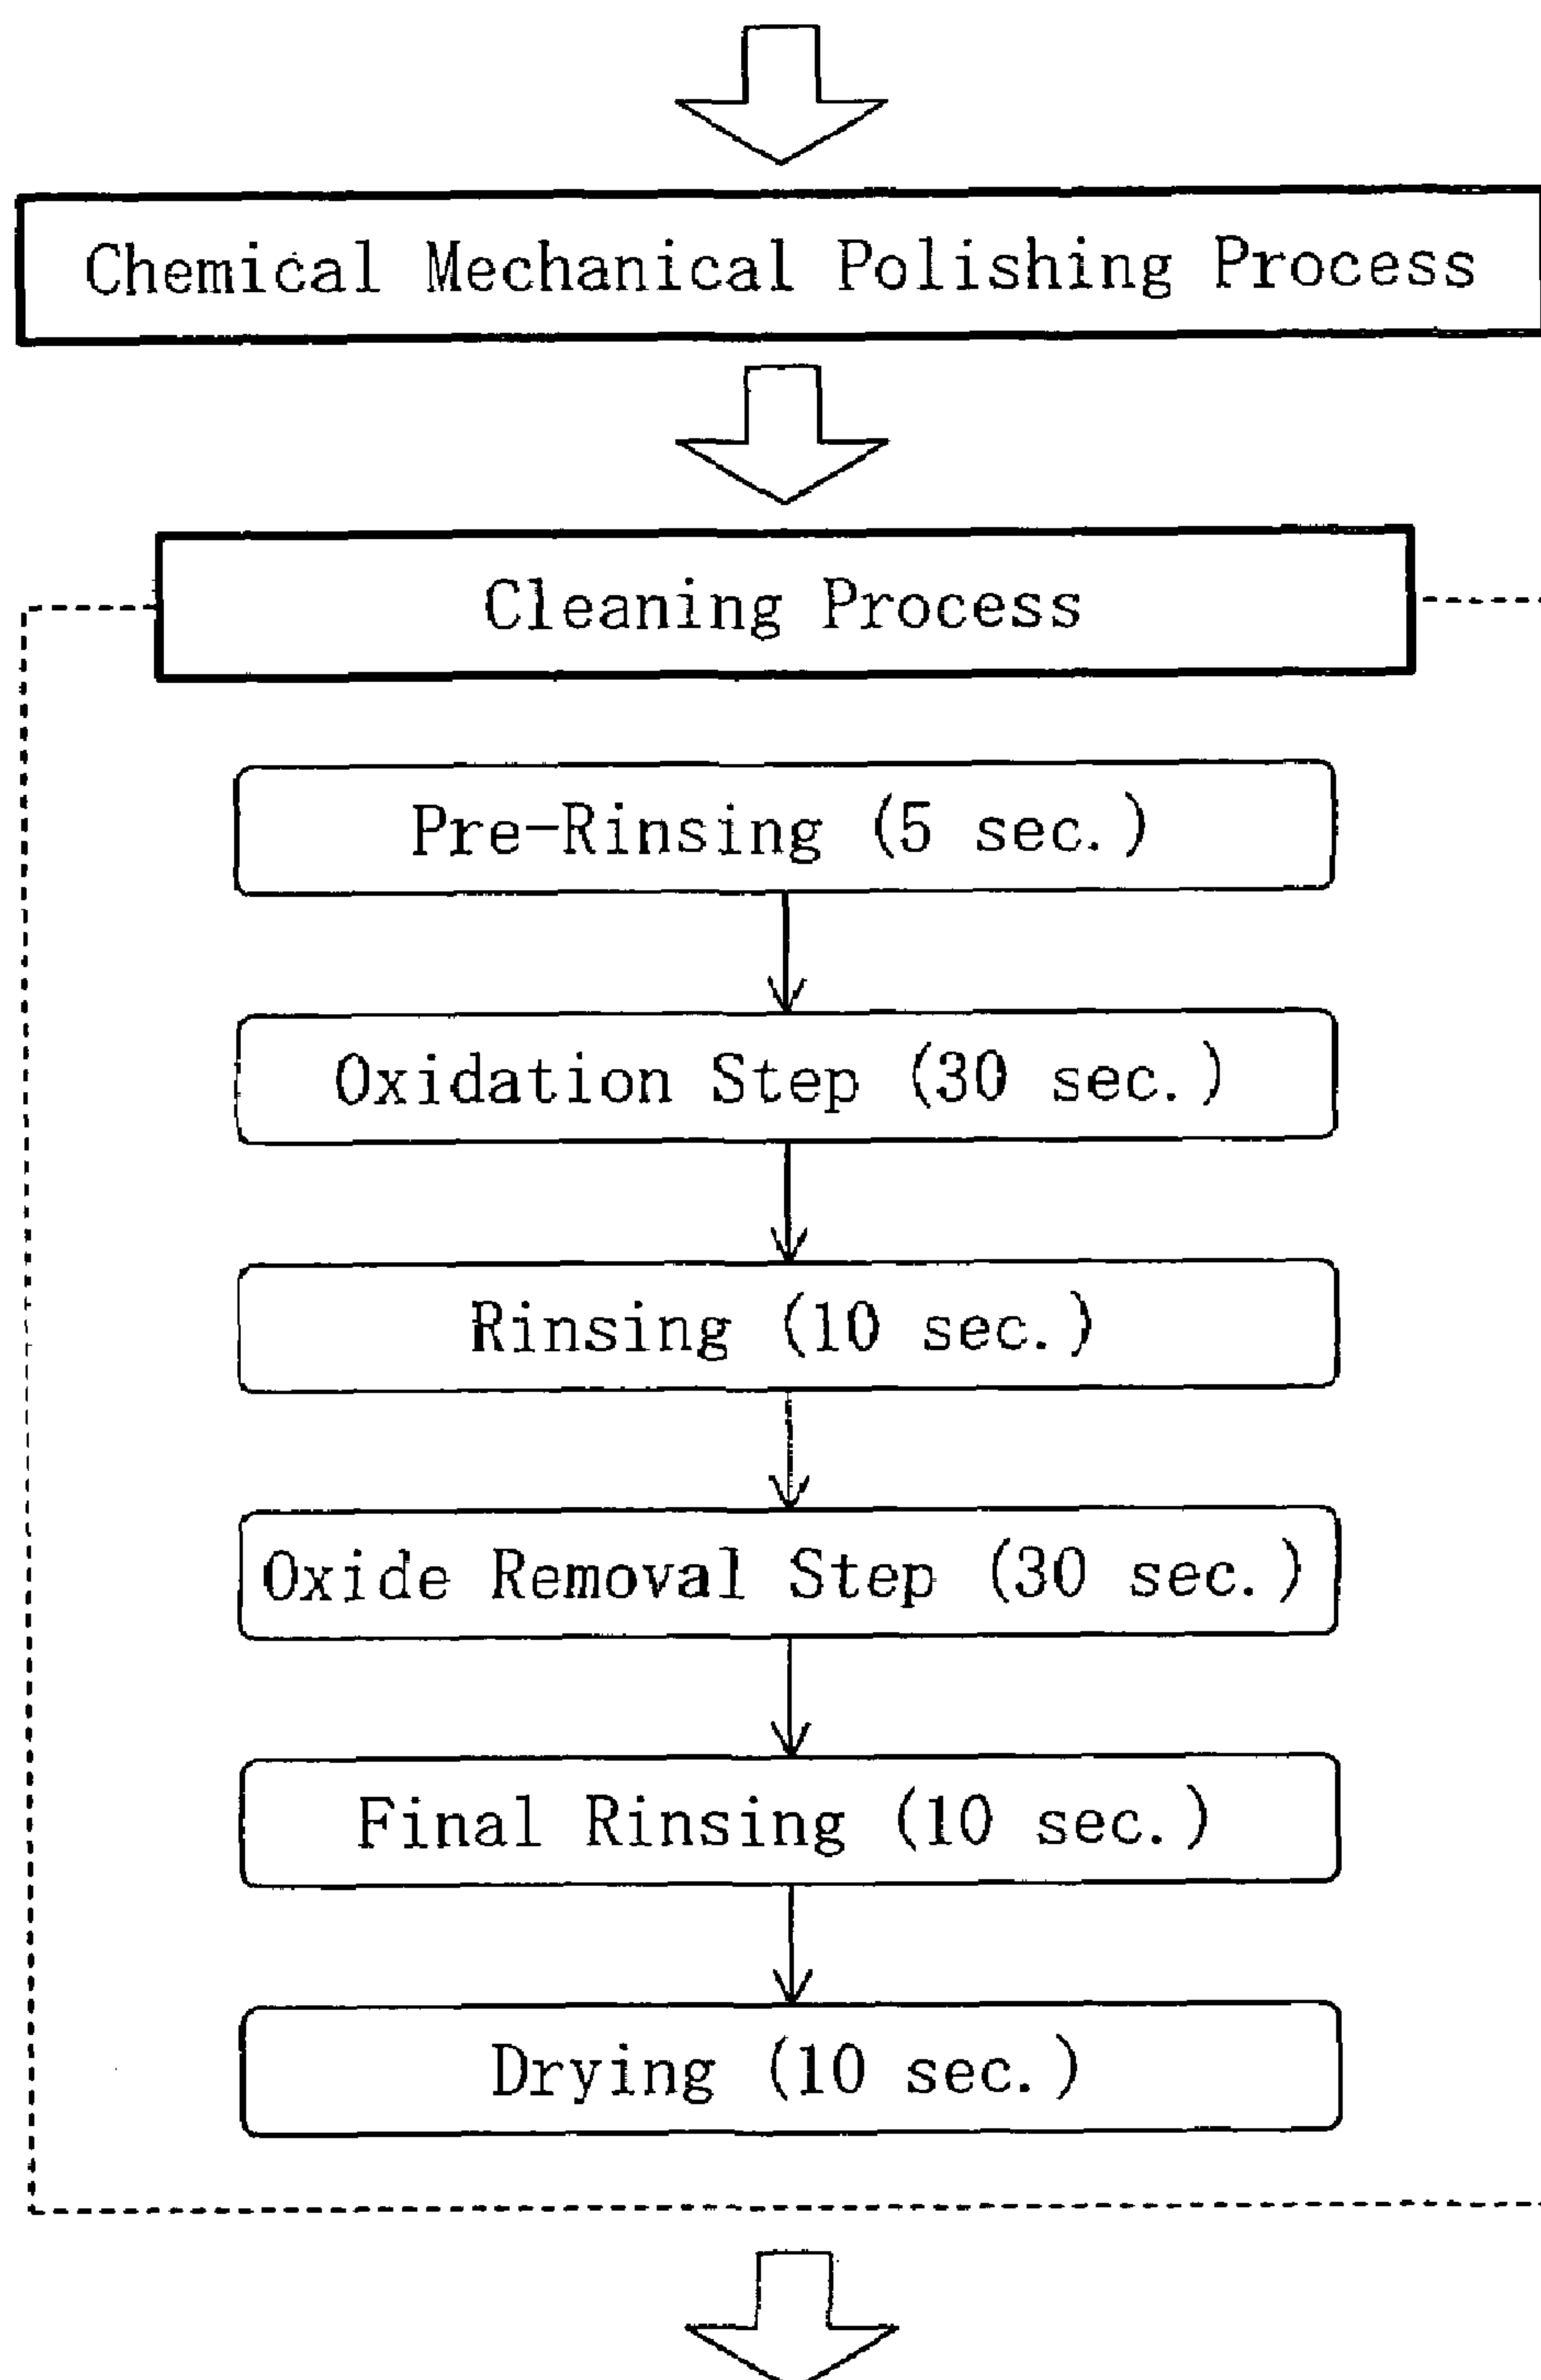 Chemical Mechanical Polishing Process
Cleaning Process
Pre-Rinsing (5 sec.)
Oxidation Step (30 sec.)
Rinsing (10 sec.)
Oxide Removal Step (30 sec.)
Final Rinsing (10 sec.)
Drying (10 sec.)